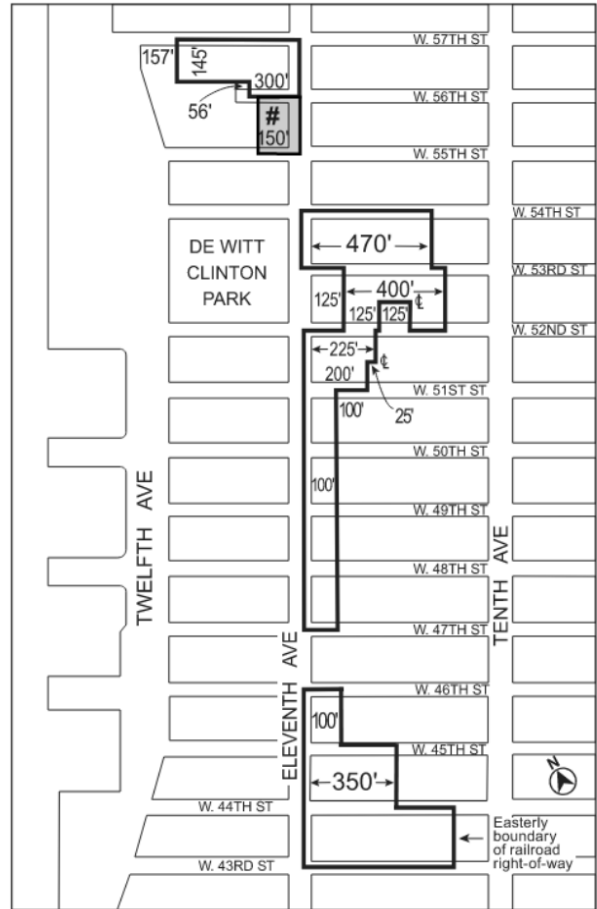 W. 57TH ST
157'
145'
300'
56'
W. 56TH ST
#
150'
W. 55TH ST
W. 54TH ST
DE WITT
CLINTON
PARK
470'
W. 53RD ST
400'
℄
125'
125'
125'
W. 52ND ST
225'
℄
200'
W. 51ST ST
100'
25'
W. 50TH ST
100'
W. 49TH ST
TWELFTH AVE
TENTH AVE
W. 48TH ST
W. 47TH ST
ELEVENTH AVE
W. 46TH ST
100'
W. 45TH ST
N
350'
W. 44TH ST
Easterly
boundary
of railroad
right-of-way
W. 43RD ST